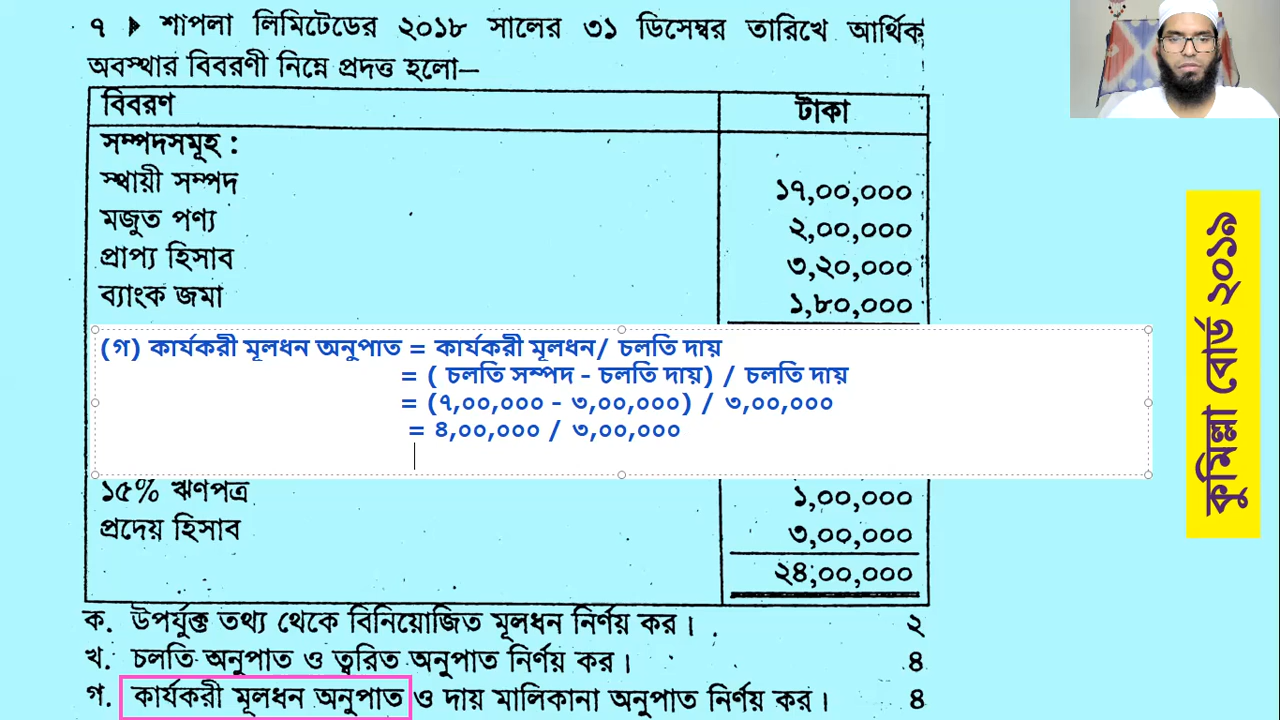 ৭ ▶ শাপলা লিমিটেডের ২০১৮ সালের ৩১ ডিসেম্বর তারিখে আর্থিক
অবস্থার বিবরণী নিম্নে প্রদত্ত হলো—
বিবরণ টাকা
সম্পদসমূহ :
স্থায়ী সম্পদ ১৭,০০,০০০
মজুত পণ্য ২,০০,০০০
প্রাপ্য হিসাব ৩,২০,০০০
ব্যাংক জমা ১,৮০,০০০
(গ) কার্যকরী মূলধন অনুপাত = কার্যকরী মূলধন/ চলতি দায়
= ( চলতি সম্পদ - চলতি দায়) / চলতি দায়
= (৭,০০,০০০ - ৩,০০,০০০) / ৩,০০,০০০
= ৪,০০,০০০ / ৩,০০,০০০
১৫% ঋণপত্র ১,০০,০০০
প্রদেয় হিসাব ৩,০০,০০০
২৪,০০,০০০
ক. উপর্যুক্ত তথ্য থেকে বিনিয়োজিত মূলধন নির্ণয় কর। ২
খ. চলতি অনুপাত ও ত্বরিত অনুপাত নির্ণয় কর। ৪
গ. কার্যকরী মূলধন অনুপাত ও দায় মালিকানা অনুপাত নির্ণয় কর। ৪
কুমিল্লা বোর্ড ২০১৯